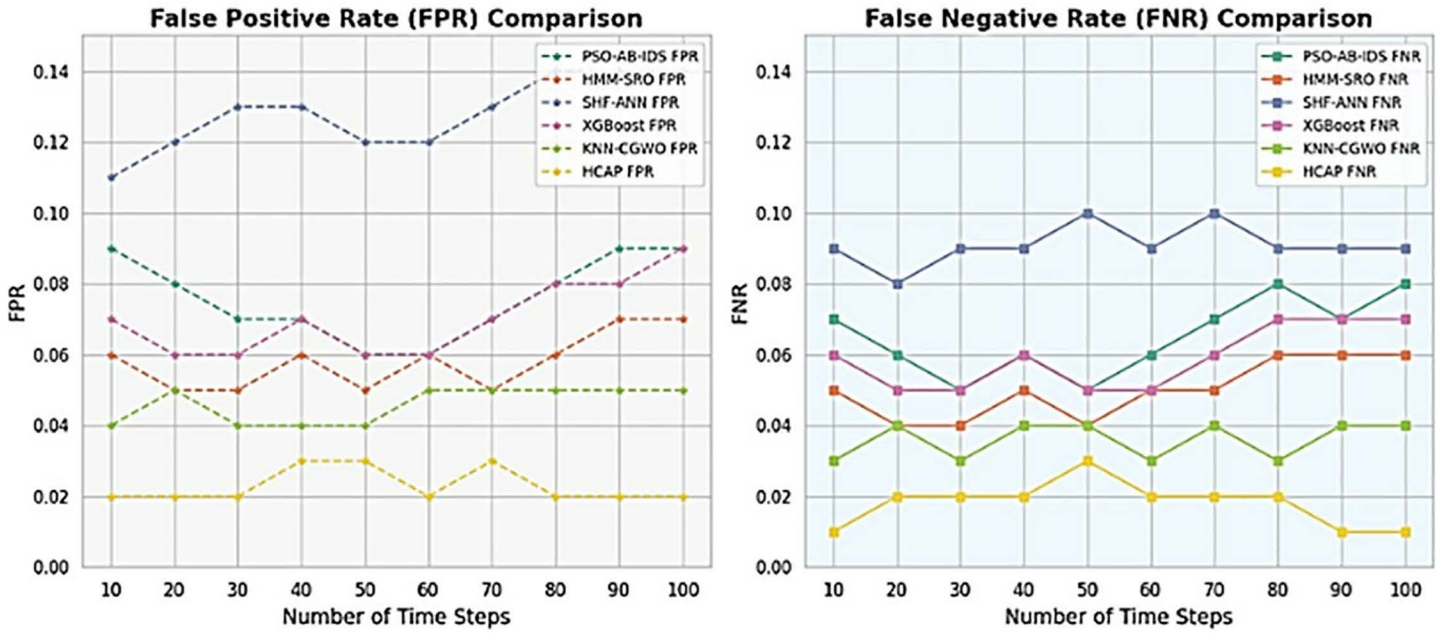 False Positive Rate (FPR) Comparison
PSO-AB-IDS FPR
HMM-SRO FPR
SHF-ANN FPR
XGBoost FPR
KNN-CGWO FPR
HCAP FPR
0.14
0.12
0.10
0.08
0.06
0.04
0.02
0.00
FPR
10 20 30 40 50 60 70 80 90 100
Number of Time Steps
False Negative Rate (FNR) Comparison
PSO-AB-IDS FNR
HMM-SRO FNR
SHF-ANN FNR
XGBoost FNR
KNN-CGWO FNR
HCAP FNR
0.14
0.12
0.10
0.08
0.06
0.04
0.02
0.00
FNR
10 20 30 40 50 60 70 80 90 100
Number of Time Steps